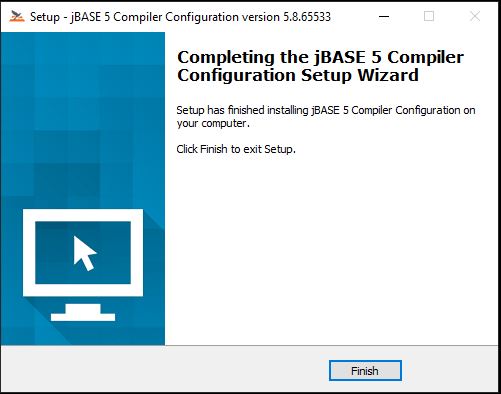 Setup - jBASE 5 Compiler Configuration version 5.8.65533
Completing the jBASE 5 Compiler
Configuration Setup Wizard
Setup has finished installing jBASE 5 Compiler Configuration on
your computer.
Click Finish to exit Setup.
Finish